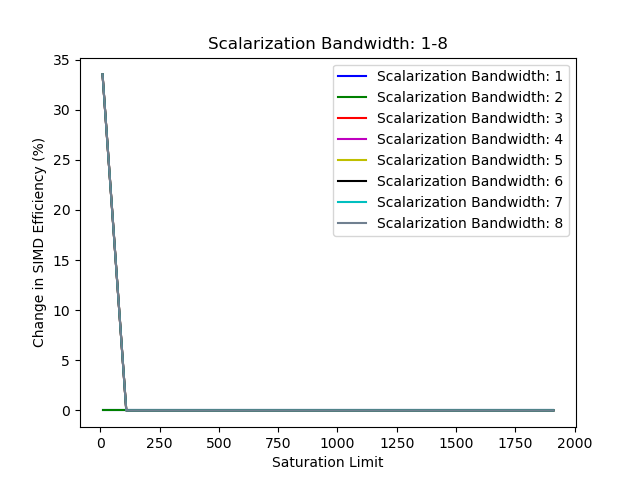 Scalarization Bandwidth: 1-8
Scalarization Bandwidth: 1
Scalarization Bandwidth: 2
Scalarization Bandwidth: 3
Scalarization Bandwidth: 4
Scalarization Bandwidth: 5
Scalarization Bandwidth: 6
Scalarization Bandwidth: 7
Scalarization Bandwidth: 8
Change in SIMD Efficiency (%)
35
30
25
20
15
10
5
0
0 250 500 750 1000 1250 1500 1750 2000
Saturation Limit